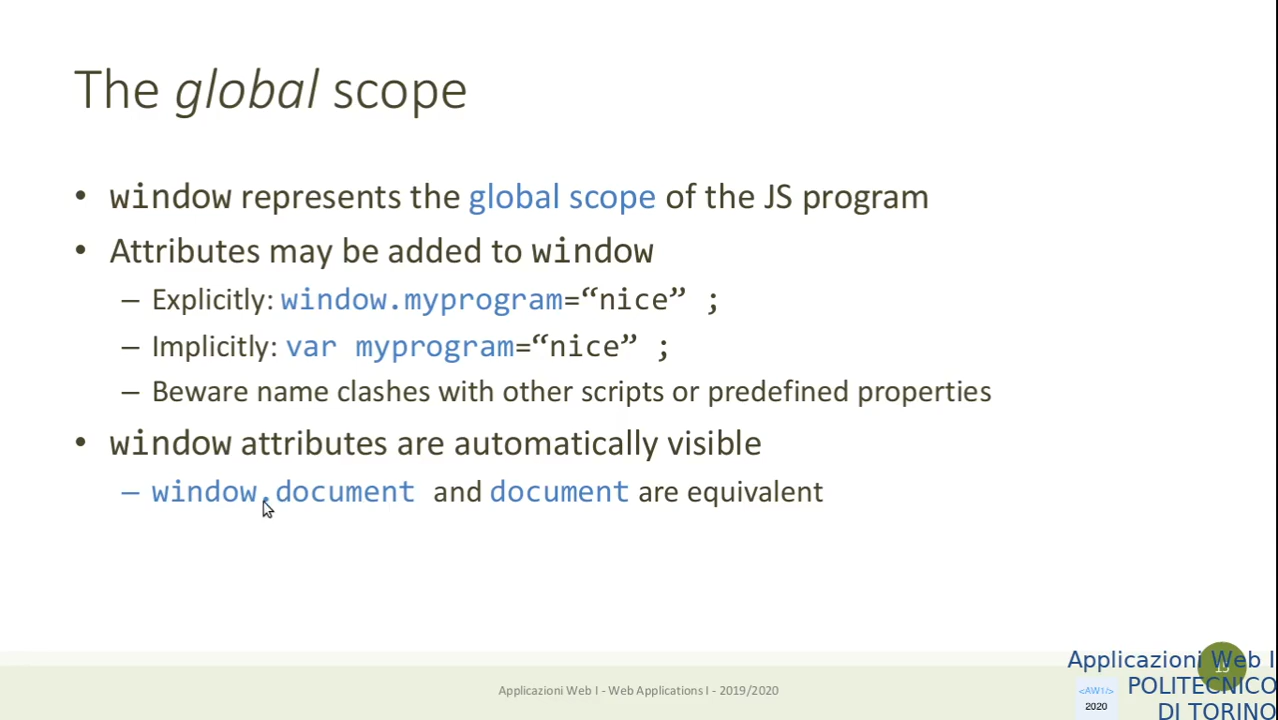 The global scope
• window represents the global scope of the JS program
• Attributes may be added to window
– Explicitly: window.myprogram=“nice” ;
– Implicitly: var myprogram=“nice” ;
– Beware name clashes with other scripts or predefined properties
• window attributes are automatically visible
– window.document and document are equivalent
Applicazioni Web I - Web Applications I - 2019/2020
Applicazioni Web I
POLITECNICO
DI TORINO
<AW1/>
2020